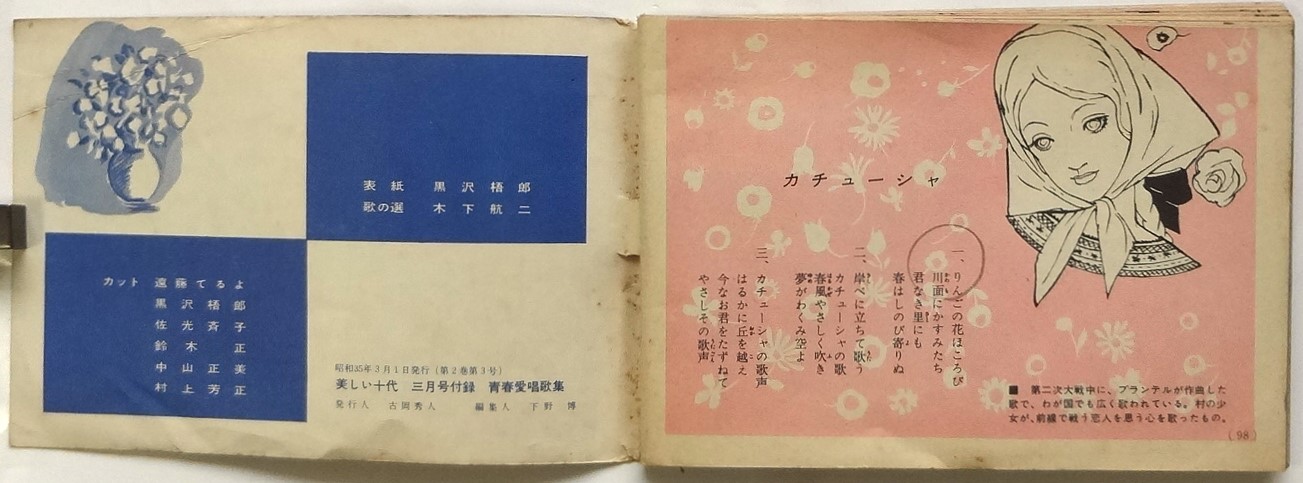 表紙 黒沢梧郎
歌の選 木下航二
カット 遠藤てるよ
黒沢梧郎
佐光斉子
鈴木正
中山正美
村上芳正
昭和35年3月1日発行(第2巻第3号)
美しい十代 三月号付録 青春愛唱歌集
発行人 古岡秀人 編集人 下野博
カチューシャ
一、りんごの花ほころび
川面にかすみたち
君なき里にも
春はしのび寄りぬ
二、岸べに立ちて歌う
カチューシャの歌
春風やさしく吹き
夢がわくみ空よ
三、カチューシャの歌声
はるかに丘を越え
今なお君をたずねて
やさしその歌声
■ 第二次大戦中に、ブランテルが作曲した
歌で、わが国でも広く歌われている。村の少
女が、前線で戦う恋人を思う心を歌ったもの。
(98)